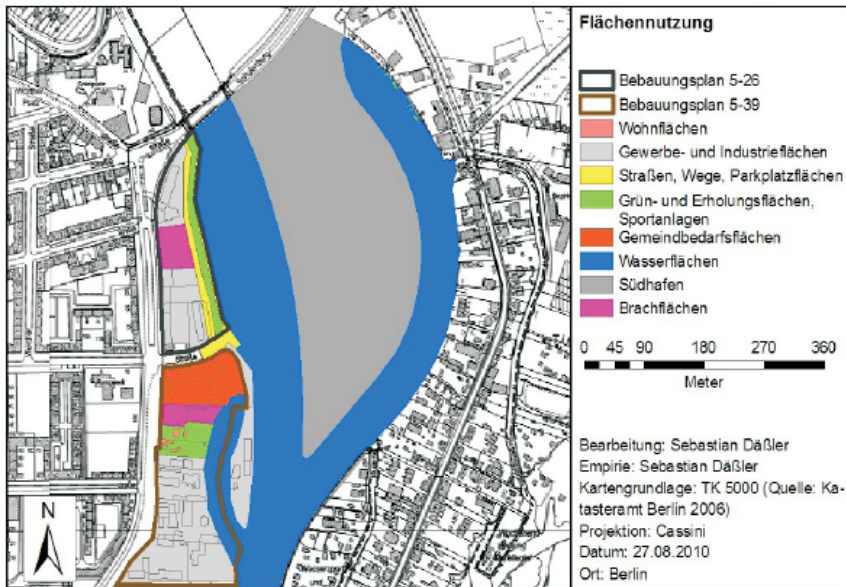 Flächennutzung
Bebauungsplan 5-26
Bebauungsplan 5-39
Wohnflächen
Gewerbe- und Industrieflächen
Straßen, Wege, Parkplatzflächen
Grün- und Erholungsflächen,
Sportanlagen
Gemeindbedarfsflächen
Wasserflächen
Südhafen
Brachflächen
0 45 90 180 270 360
Meter
Bearbeitung: Sebastian Däßler
Empirie: Sebastian Däßler
Kartengrundlage: TK 5000 (Quelle: Ka-
tasteramt Berlin 2006)
Projektion: Cassini
Datum: 27.08.2010
Ort: Berlin
Straße
N